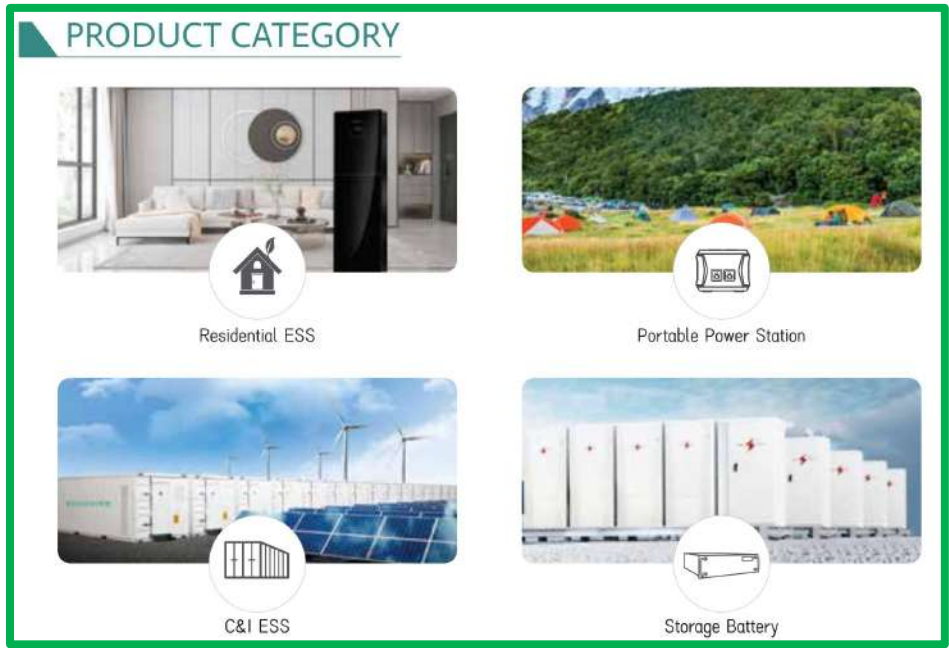 PRODUCT CATEGORY
Residential ESS
Portable Power Station
C&I ESS
Storage Battery